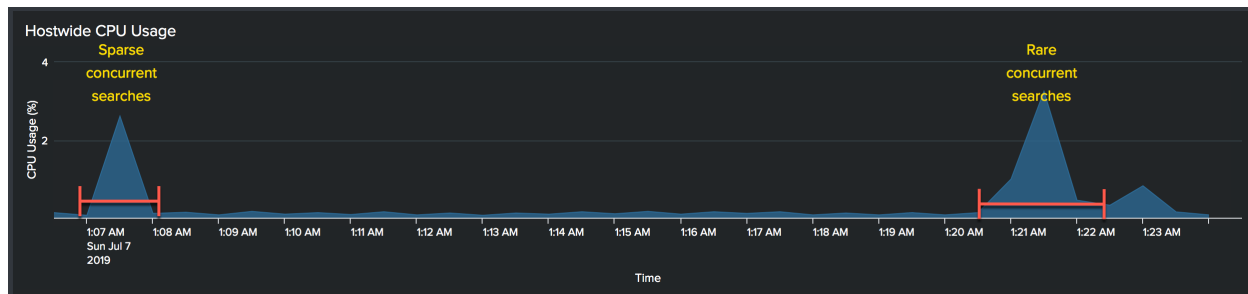 Hostwide CPU Usage
Sparse
concurrent
searches
Rare
concurrent
searches
4
2
CPU Usage (%)
1:07 AM
Sun Jul 7
2019
1:08 AM
1:09 AM
1:10 AM
1:11 AM
1:12 AM
1:13 AM
1:14 AM
1:15 AM
1:16 AM
1:17 AM
1:18 AM
1:19 AM
1:20 AM
1:21 AM
1:22 AM
1:23 AM
Time